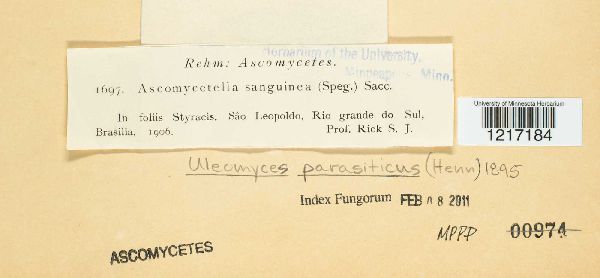 Herbarium of the University,
Minneapolis Minn.
Rehm: Ascomycetes.
1697. Ascomycetella sanguinea (Speg.) Sacc.
In foliis Styracis, São Leopoldo, Rio grande do Sul,
Brasilia, 1906. Prof. Rick S. J.
University of Minnesota Herbarium
1217184
Uleomyces parasiticus (Henn) 1895
Index Fungorum FEB 08 2011
MPPD 00974
ASCOMYCETES